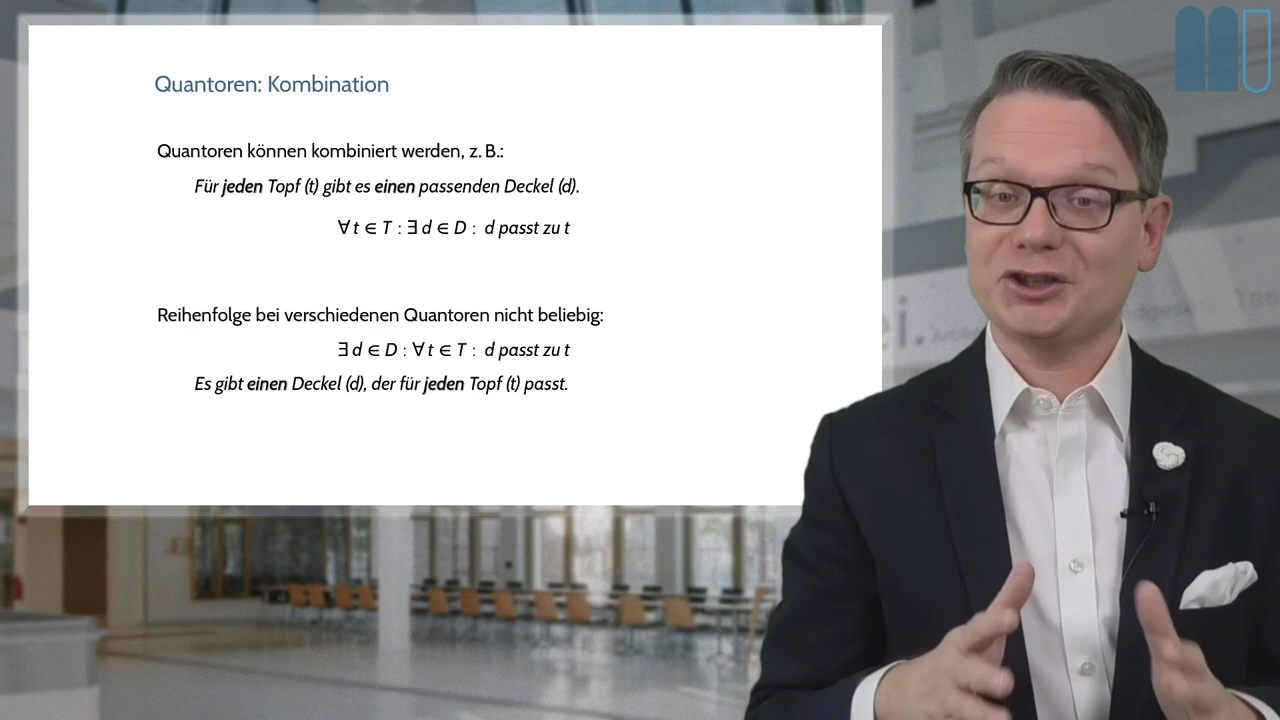 Quantoren: Kombination
Quantoren können kombiniert werden, z. B.:
Für jeden Topf (t) gibt es einen passenden Deckel (d).
∀ t ∈ T : ∃ d ∈ D : d passt zu t
Reihenfolge bei verschiedenen Quantoren nicht beliebig:
∃ d ∈ D : ∀ t ∈ T : d passt zu t
Es gibt einen Deckel (d), der für jeden Topf (t) passt.